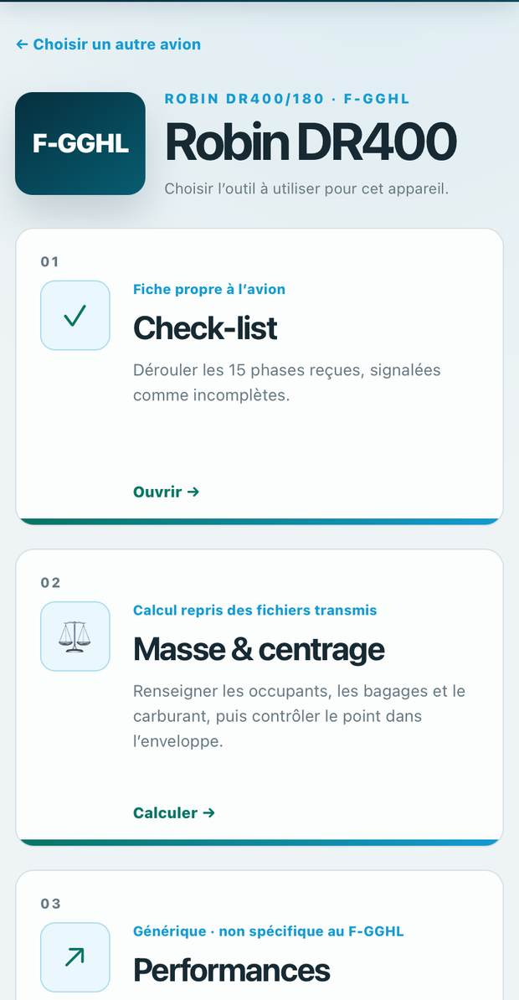 ← Choisir un autre avion
F-GGHL
ROBIN DR400/180 · F-GGHL
Robin DR400
Choisir l’outil à utiliser pour cet appareil.
01
Fiche propre à l’avion
Check-list
Dérouler les 15 phases reçues, signalées
comme incomplètes.
Ouvrir →
02
Calcul repris des fichiers transmis
Masse & centrage
Renseigner les occupants, les bagages et le
carburant, puis contrôler le point dans
l’enveloppe.
Calculer →
03
Générique · non spécifique au F-GGHL
Performances